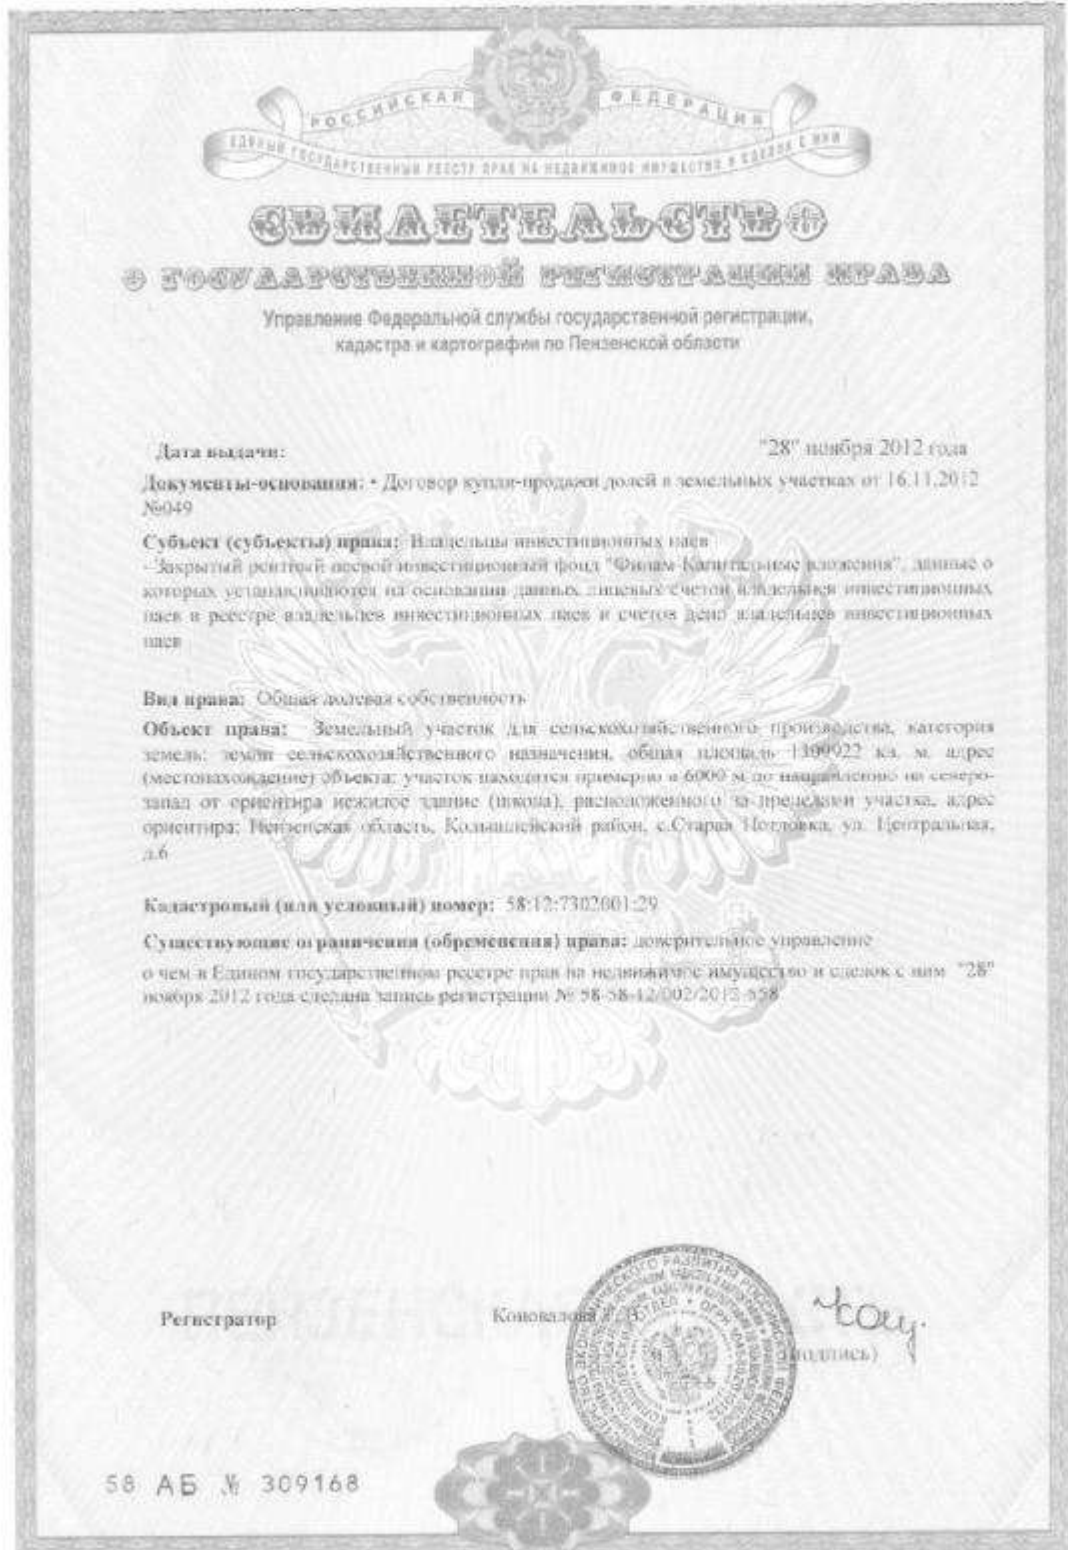 РОССИЙСКАЯ ФЕДЕРАЦИЯ
ЕДИНЫЙ ГОСУДАРСТВЕННЫЙ РЕЕСТР ПРАВ НА НЕДВИЖИМОЕ ИМУЩЕСТВО И СДЕЛОК С НИМ
СВИДЕТЕЛЬСТВО
О ГОСУДАРСТВЕННОЙ РЕГИСТРАЦИИ ПРАВА
Управление Федеральной службы государственной регистрации,
кадастра и картографии по Пензенской области
Дата выдачи: "28" ноября 2012 года
Документы-основания: • Договор купли-продажи долей в земельных участках от 16.11.2012
№049
Субъект (субъекты) права: Владельцы инвестиционных паев
- Закрытый рентный паевой инвестиционный фонд "Финам-Капитальные вложения", данные о
которых устанавливаются на основании данных лицевых счетов владельцев инвестиционных
паев в реестре владельцев инвестиционных паев и счетов депо владельцев инвестиционных
паев
Вид права: Общая долевая собственность
Объект права: Земельный участок для сельскохозяйственного производства, категория
земель: земли сельскохозяйственного назначения, общая площадь 1399922 кв. м, адрес
(местонахождение) объекта: участок находится примерно в 6000 м по направлению на северо-
запад от ориентира нежилое здание (школа), расположенного за пределами участка, адрес
ориентира: Пензенская область, Колышлейский район, с.Старая Потловка, ул. Центральная,
д.6
Кадастровый (или условный) номер: 58:12:7302001:29
Существующие ограничения (обременения) права: доверительное управление
о чем в Едином государственном реестре прав на недвижимое имущество и сделок с ним "28"
ноября 2012 года сделана запись регистрации № 58-58-12/002/2012-558
Регистратор Коновалова В.
(подпись)
58 АБ № 309168